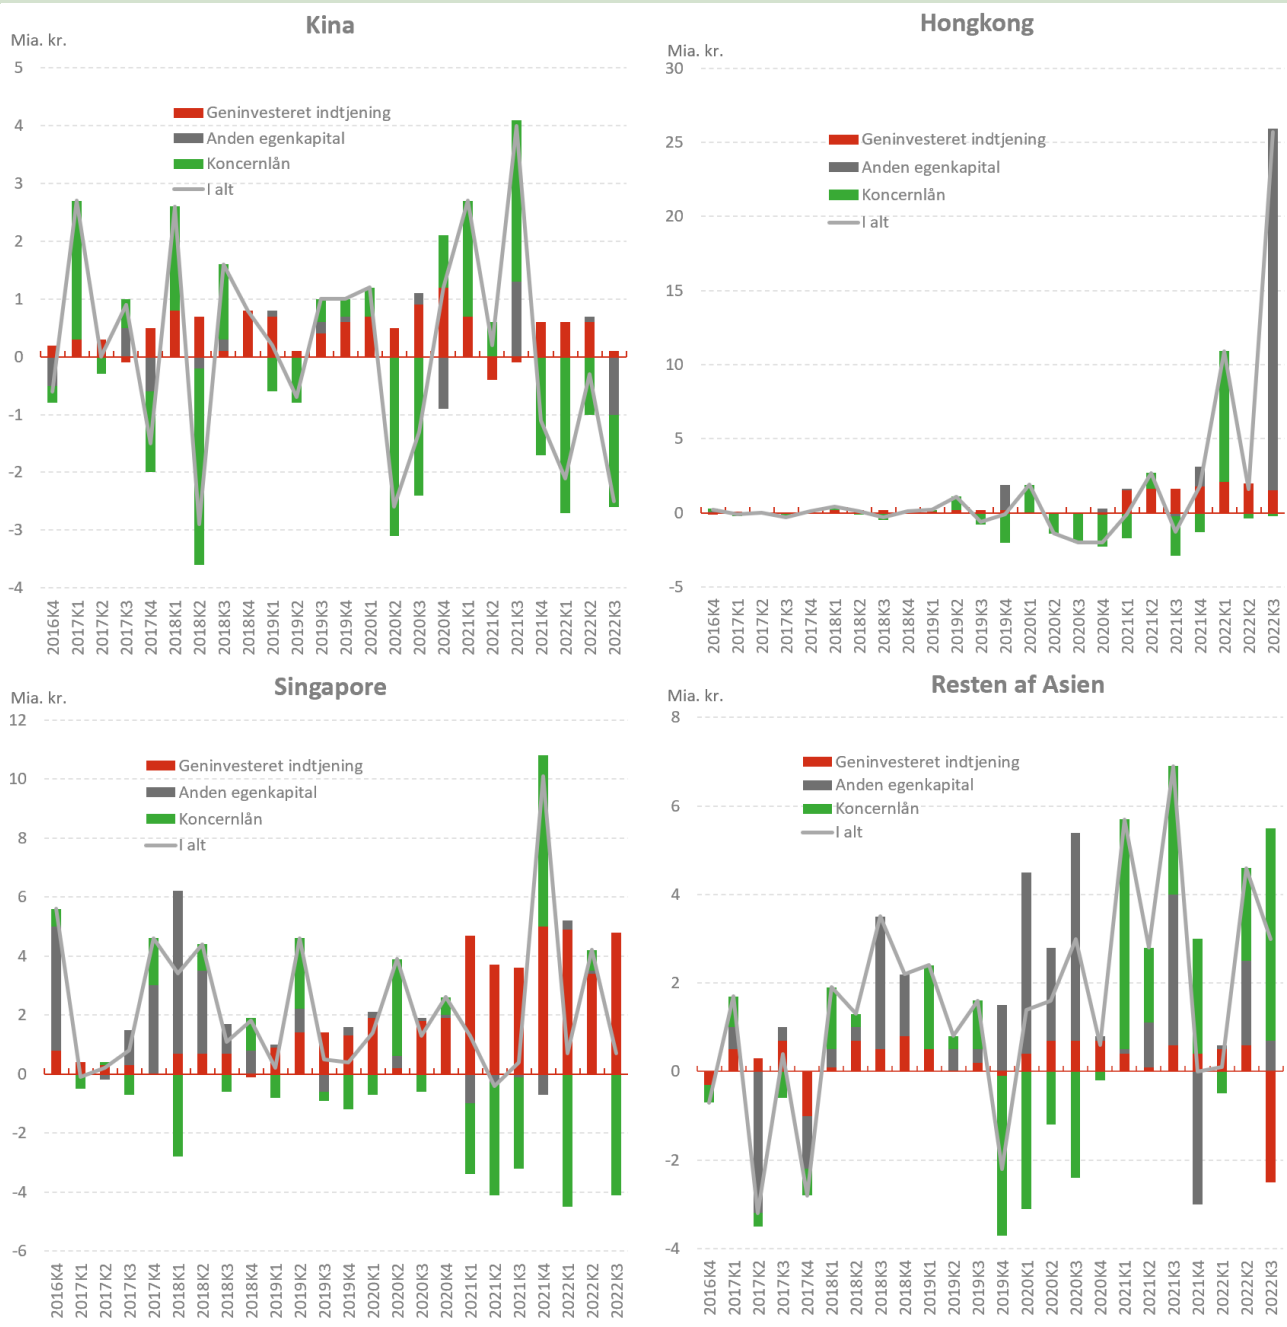 Kina
Mia. kr.
5
4
3
2
1
0
-1
-2
-3
-4
Geninvesteret indtjening
Anden egenkapital
Koncernlån
I alt
2016K4
2017K1
2017K2
2017K3
2017K4
2018K1
2018K2
2018K3
2018K4
2019K1
2019K2
2019K3
2019K4
2020K1
2020K2
2020K3
2020K4
2021K1
2021K2
2021K3
2021K4
2022K1
2022K2
2022K3
Hongkong
Mia. kr.
30
25
20
15
10
5
0
-5
Geninvesteret indtjening
Anden egenkapital
Koncernlån
I alt
2016K4
2017K1
2017K2
2017K3
2017K4
2018K1
2018K2
2018K3
2018K4
2019K1
2019K2
2019K3
2019K4
2020K1
2020K2
2020K3
2020K4
2021K1
2021K2
2021K3
2021K4
2022K1
2022K2
2022K3
Singapore
Mia. kr.
12
10
8
6
4
2
0
-2
-4
-6
Geninvesteret indtjening
Anden egenkapital
Koncernlån
I alt
2016K4
2017K1
2017K2
2017K3
2017K4
2018K1
2018K2
2018K3
2018K4
2019K1
2019K2
2019K3
2019K4
2020K1
2020K2
2020K3
2020K4
2021K1
2021K2
2021K3
2021K4
2022K1
2022K2
2022K3
Resten af Asien
Mia. kr.
8
6
4
2
0
-2
-4
Geninvesteret indtjening
Anden egenkapital
Koncernlån
I alt
2016K4
2017K1
2017K2
2017K3
2017K4
2018K1
2018K2
2018K3
2018K4
2019K1
2019K2
2019K3
2019K4
2020K1
2020K2
2020K3
2020K4
2021K1
2021K2
2021K3
2021K4
2022K1
2022K2
2022K3